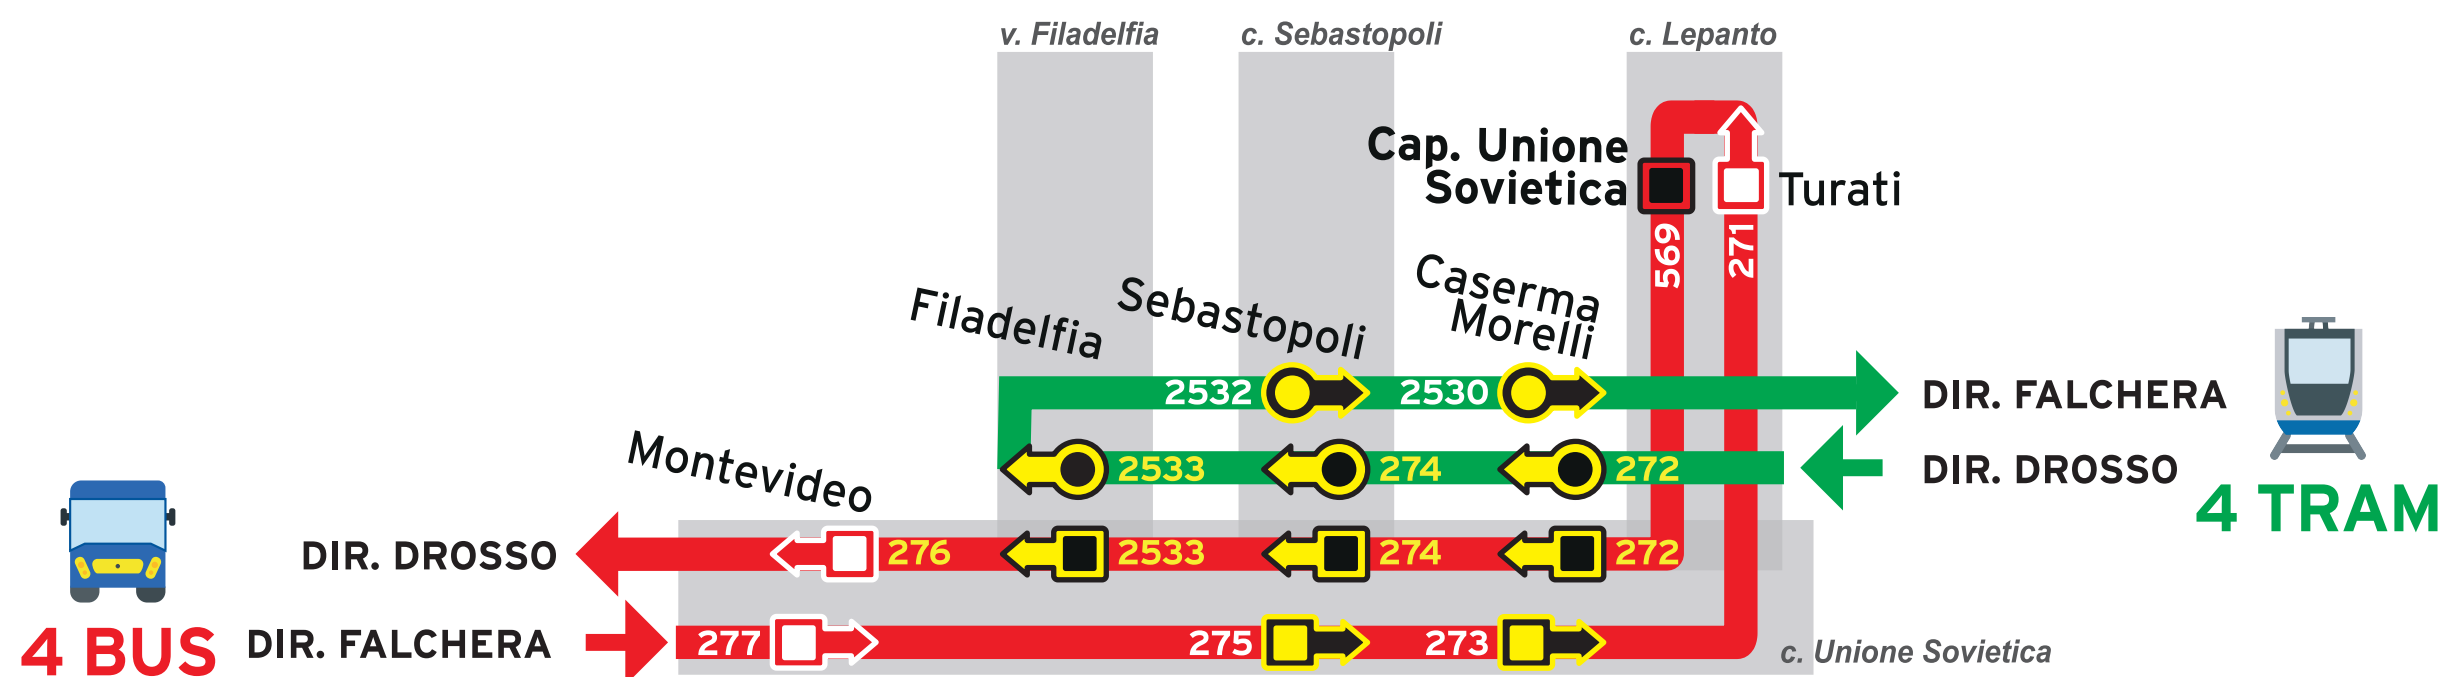 v. Filadelfia
c. Sebastopoli
c. Lepanto
Cap. Unione
Sovietica
Turati
569
271
Filadelfia
Sebastopoli
Caserma
Morelli
2532
2530
DIR. FALCHERA
Montevideo
2533
274
272
DIR. DROSSO
4 TRAM
DIR. DROSSO
276
2533
274
272
4 BUS
DIR. FALCHERA
277
275
273
c. Unione Sovietica